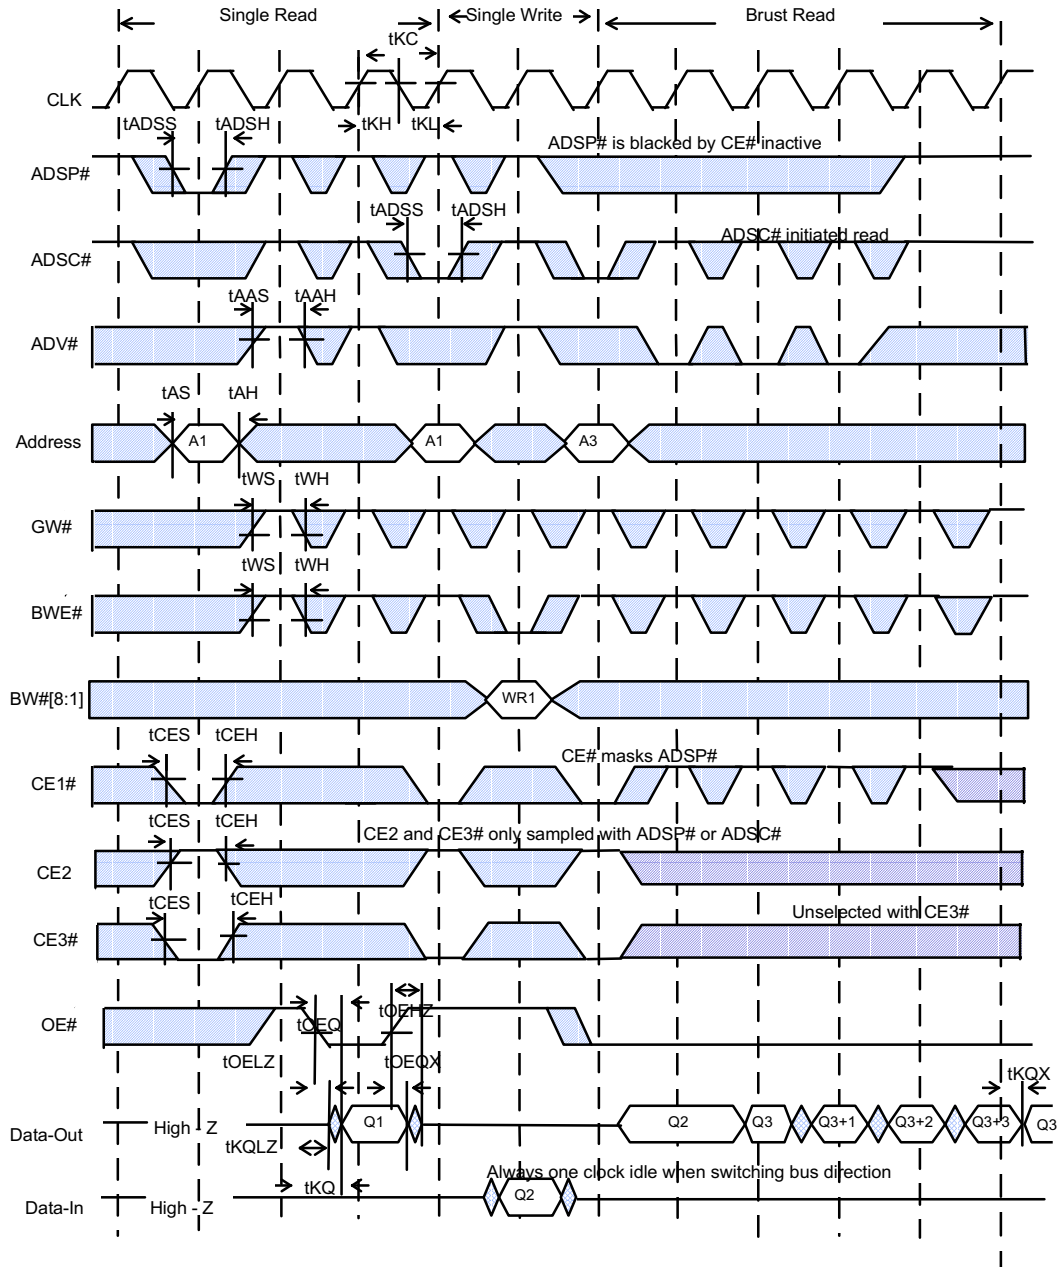 Single Read
Single Write
Brust Read
tKC
CLK
tADSS
tADSH
tKH
tKL
ADSP# is blacked by CE# inactive
ADSP#
tADSS
tADSH
ADSC# initiated read
ADSC#
tAAS
tAAH
ADV#
tAS
tAH
Address
A1
A1
A3
tWS
tWH
GW#
tWS
tWH
BWE#
BW#[8:1]
WR1
tCES
tCEH
CE# masks ADSP#
CE1#
tCES
tCEH
CE2 and CE3# only sampled with ADSP# or ADSC#
CE2
tCES
tCEH
Unselected with CE3#
CE3#
tOEHZ
OE#
tOEQ
tOELZ
tOEQX
tKQX
Data-Out
High - Z
Q1
Q2
Q3
Q3+1
Q3+2
Q3+3
Q3
tKQLZ
Always one clock idle when switching bus direction
tKQ
Data-In
High - Z
Q2